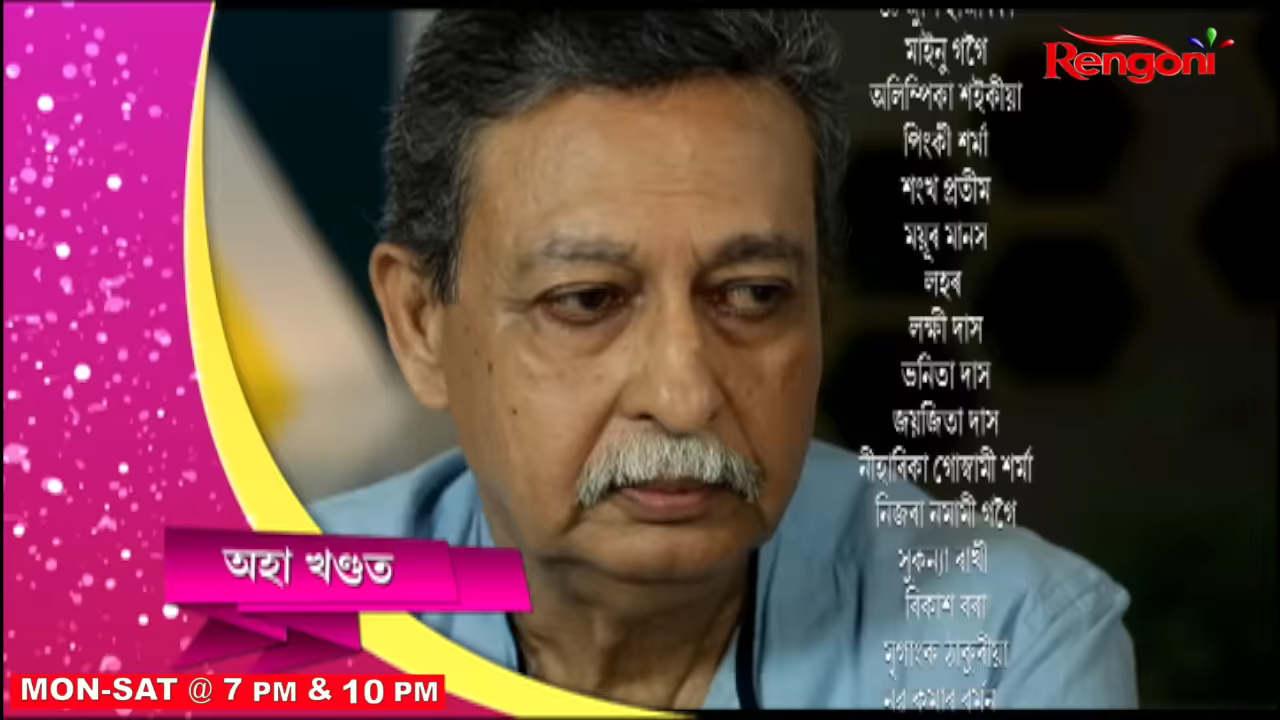 Rengoni
মাইনু গগৈ
অলিম্পিকা শইকীয়া
পিংকী শৰ্মা
শংখ প্ৰতীম
ময়ূৰ মানস
লহৰ
লক্ষী দাস
ভনিতা দাস
জয়জিতা দাস
নীহাৰিকা গোস্বামী শৰ্মা
নিজৰা নমামী গগৈ
সুকন্যা ৰাথী
বিকাশ বৰা
মৃগাংক ঠাকুৰীয়া
অহা খণ্ডত
MON-SAT @ 7 PM & 10 PM